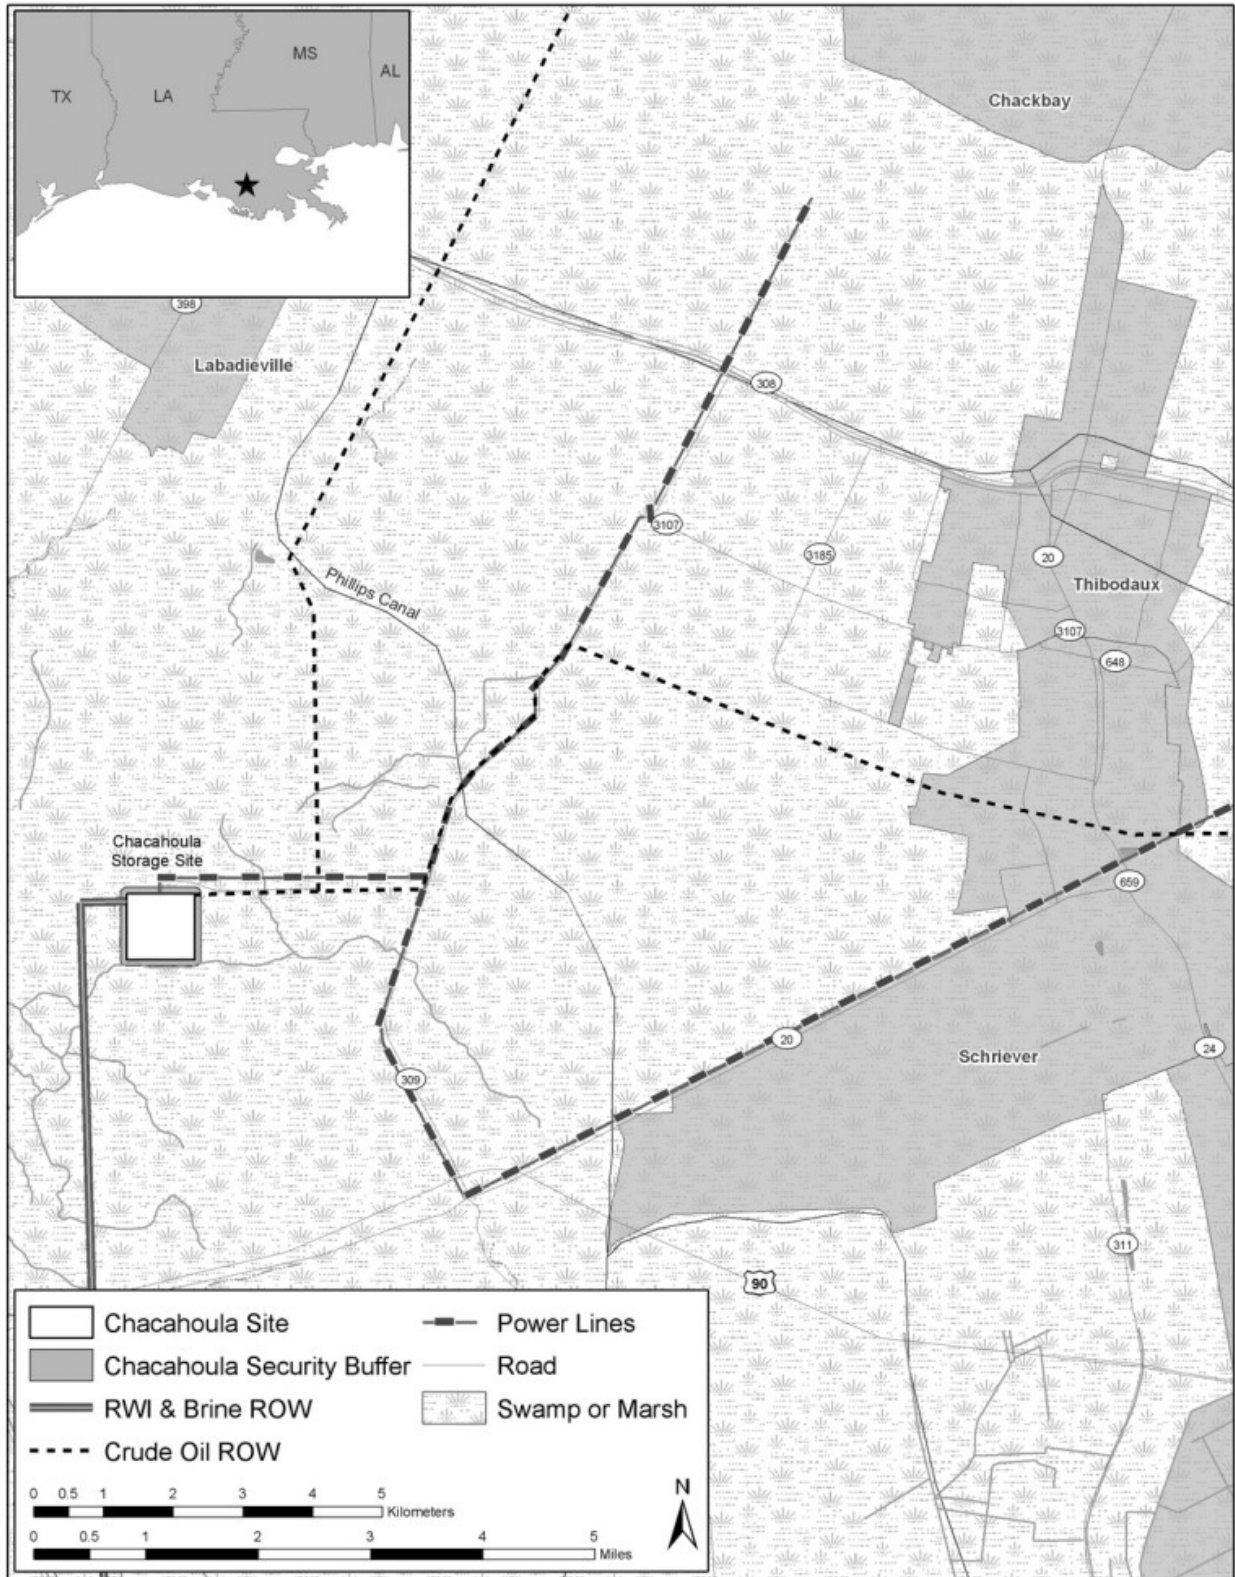 MS
AL
TX
LA
Chackbay
398
Labadieville
308
3107
3185
20
Phillips Canal
Thibodaux
3107
648
Chacahoula
Storage Site
659
20
Schriever
24
309
311
90
Chacahoula Site
Power Lines
Chacahoula Security Buffer
Road
RWI & Brine ROW
Swamp or Marsh
Crude Oil ROW
0 0.5 1 2 3 4 5
Kilometers
N
0 0.5 1 2 3 4 5
Miles